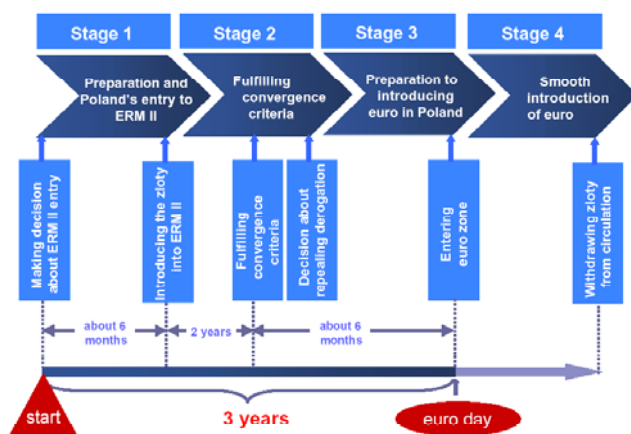 Stage 1
Stage 2
Stage 3
Stage 4
Preparation and
Poland's entry to
ERM II
Fulfilling
convergence
criteria
Preparation to
introducing
euro in Poland
Smooth
introduction
of euro
Making decision
about ERM II entry
Introducing the zloty
into ERM II
Fulfilling
convergence
criteria
Decision about
repealing derogation
Entering
euro zone
Withdrawing zloty
from circulation
about 6
months
2 years
about 6
months
start
3 years
euro day